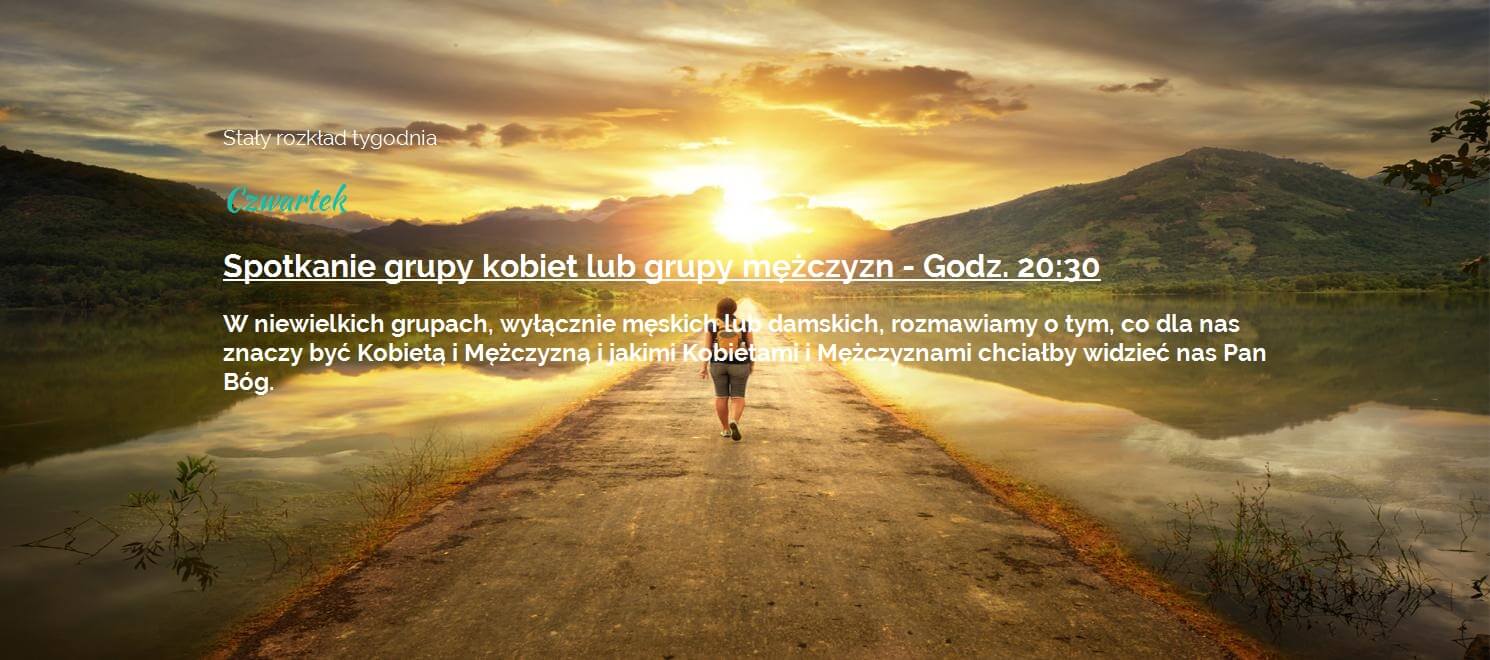 Stały rozkład tygodnia
Czwartek
Spotkanie grupy kobiet lub grupy mężczyzn - Godz. 20:30
W niewielkich grupach, wyłącznie męskich lub damskich, rozmawiamy o tym, co dla nas
znaczy być Kobietą i Mężczyzną i jakimi Kobietami i Mężczyznami chciałby widzieć nas Pan
Bóg.